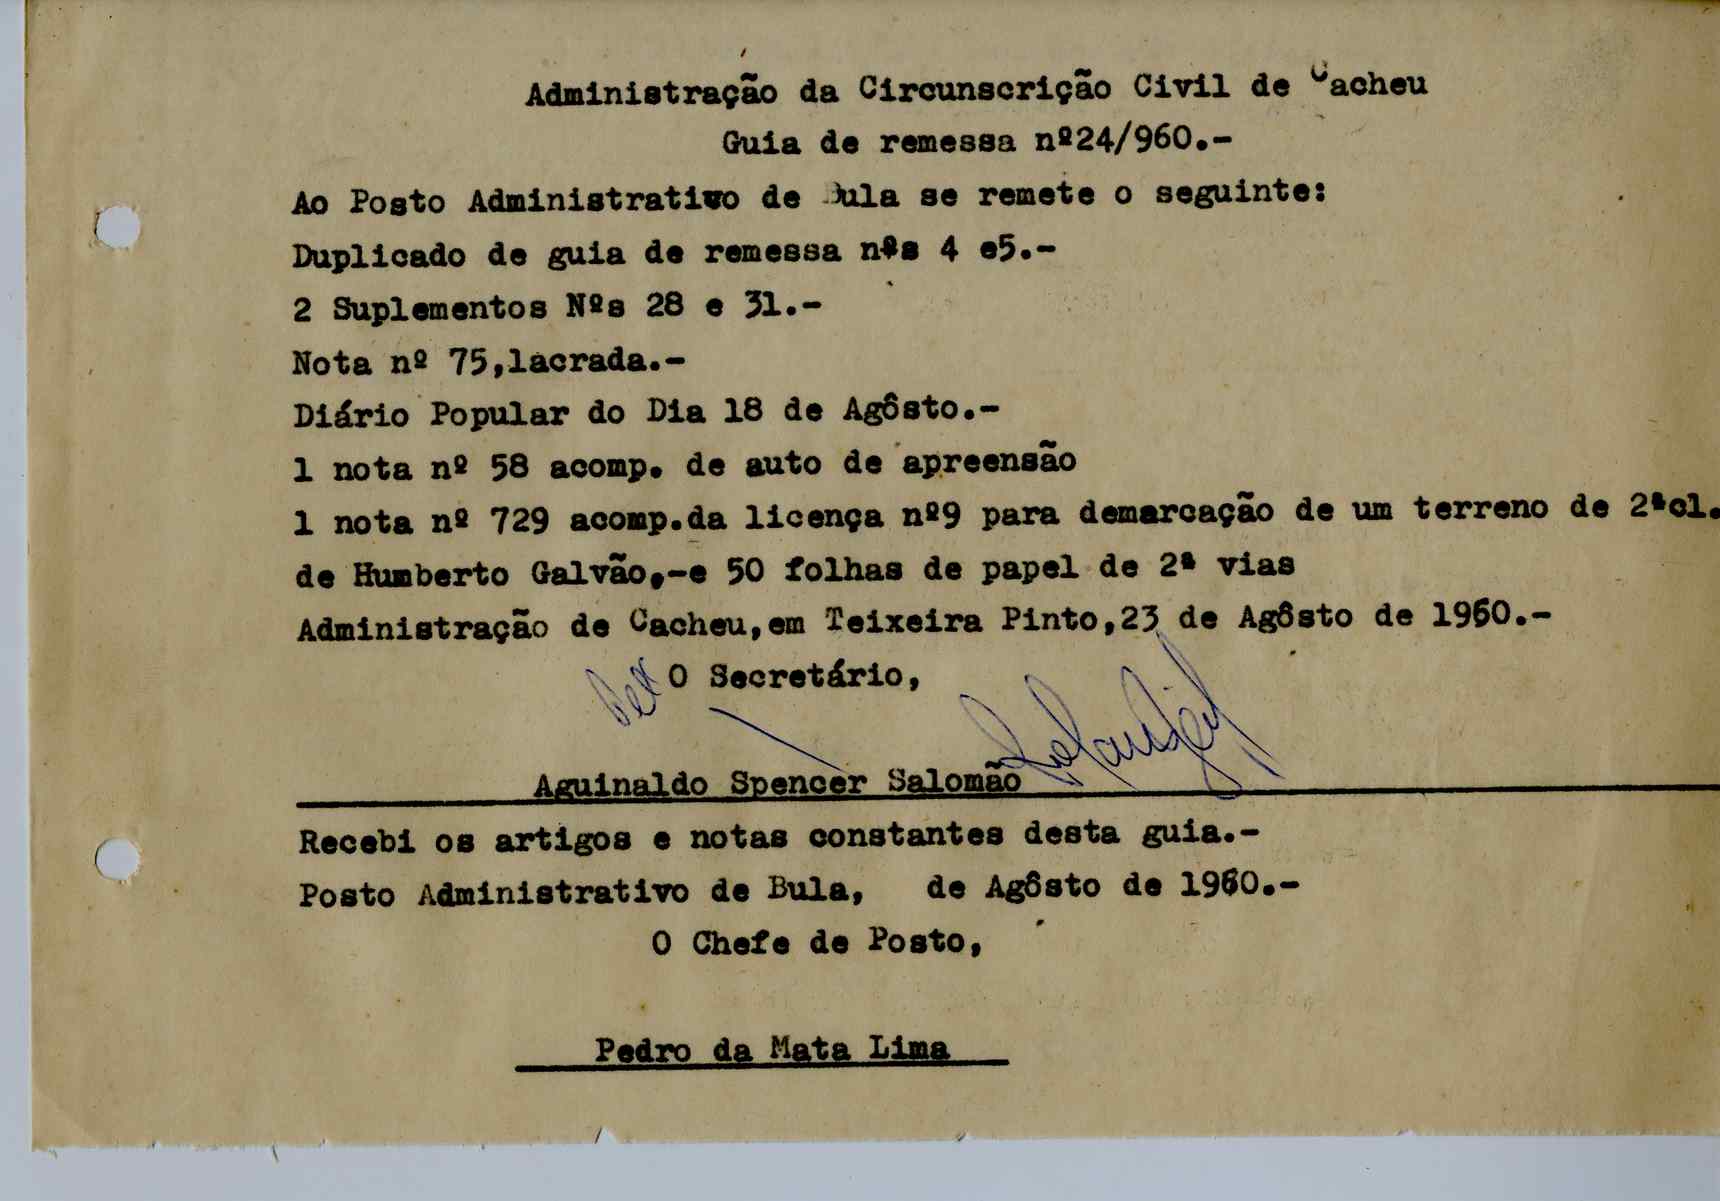 Administração da Circunscrição Civil de Cacheu
Guia de remessa nº24/960.-
Ao Posto Administrativo de Bula se remete o seguinte:
Duplicado de guia de remessa nºs 4 e5.-
2 Suplementos Nºs 28 e 31.-
Nota nº 75,lacrada.-
Diário Popular do Dia 18 de Agôsto.-
1 nota nº 58 acomp. de auto de apreensão
1 nota nº 729 acomp.da licença nº9 para demarcação de um terreno de 2ªcl.
de Humberto Galvão,-e 50 folhas de papel de 2ª vias
Administração de Cacheu,em Teixeira Pinto,23 de Agôsto de 1960.-
O Secretário,
Aguinaldo Spencer Salomão
Recebi os artigos e notas constantes desta guia.-
Posto Administrativo de Bula, de Agôsto de 1960.-
O Chefe de Posto,
Pedro da Mata Lima